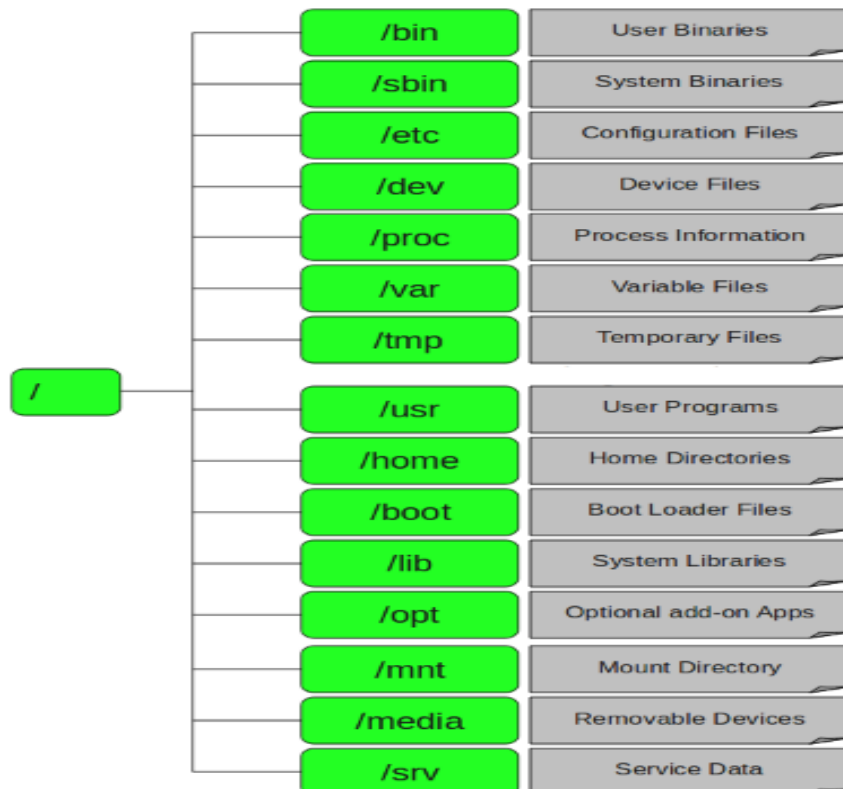 /bin User Binaries
/sbin System Binaries
/etc Configuration Files
/dev Device Files
/proc Process Information
/var Variable Files
/tmp Temporary Files
/
/usr User Programs
/home Home Directories
/boot Boot Loader Files
/lib System Libraries
/opt Optional add-on Apps
/mnt Mount Directory
/media Removable Devices
/srv Service Data